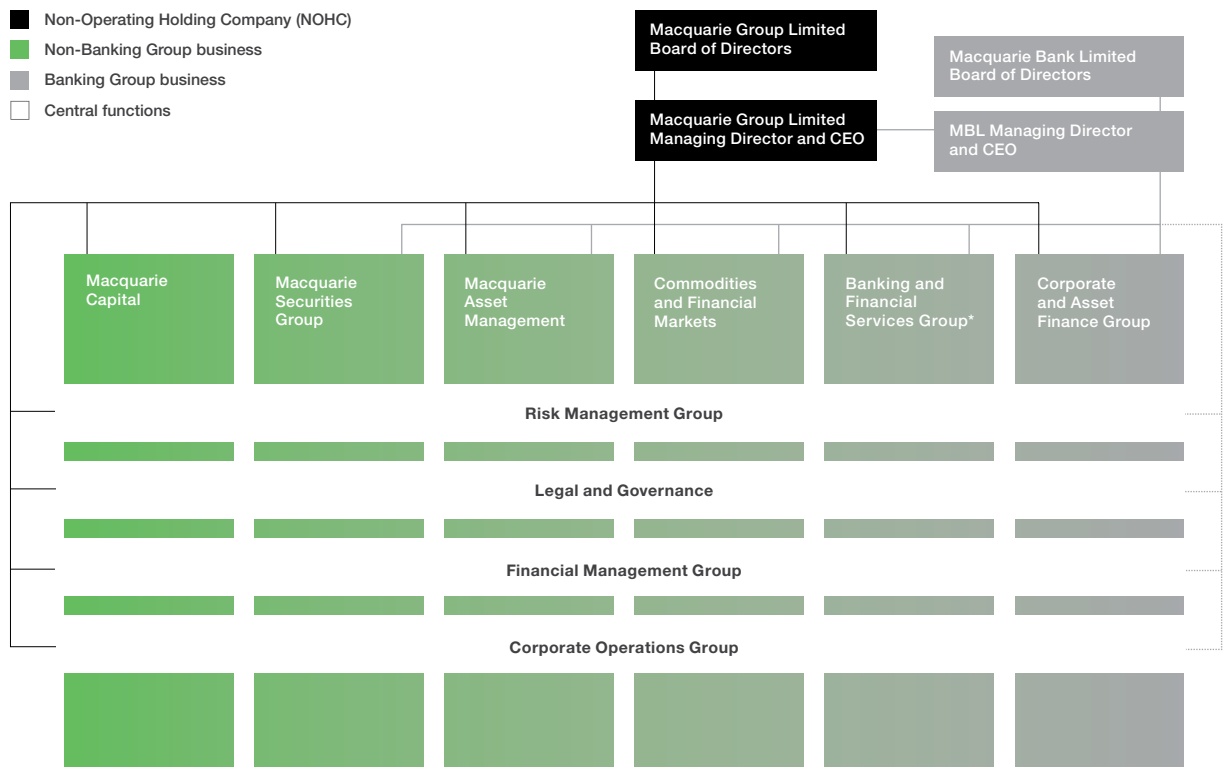 Non-Operating Holding Company (NOHC)
Non-Banking Group business
Banking Group business
Central functions
Macquarie Group Limited
Board of Directors
Macquarie Bank Limited
Board of Directors
Macquarie Group Limited
Managing Director and CEO
MBL Managing Director
and CEO
Macquarie
Capital
Macquarie
Securities
Group
Macquarie
Asset
Management
Commodities
and Financial
Markets
Banking and
Financial
Services Group*
Corporate
and Asset
Finance Group
Risk Management Group
Legal and Governance
Financial Management Group
Corporate Operations Group